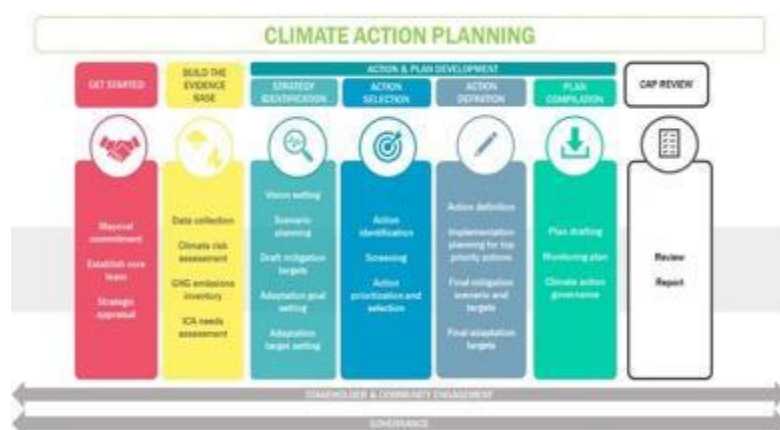 CLIMATE ACTION PLANNING
ACTION & PLAN DEVELOPMENT
GET STARTED
BUILD THE
EVIDENCE
BASE
STRATEGY
IDENTIFICATION
ACTION
SELECTION
ACTION
DEFINITION
PLAN
COMPILATION
CAP REVIEW
Mayoral
commitment
Establish core
team
Strategic
appraisal
Data collection
Climate risk
assessment
GHG emissions
inventory
ICA needs
assessment
Vision setting
Scenario
planning
Draft mitigation
targets
Adaptation goal
setting
Adaptation
target setting
Action
identification
Screening
Action
prioritization and
selection
Action definition
Implementation
planning for top
priority actions
Final mitigation
scenario and
targets
Final adaptation
targets
Plan drafting
Monitoring plan
Climate action
governance
Review
Report
STAKEHOLDER & COMMUNITY ENGAGEMENT
GOVERNANCE